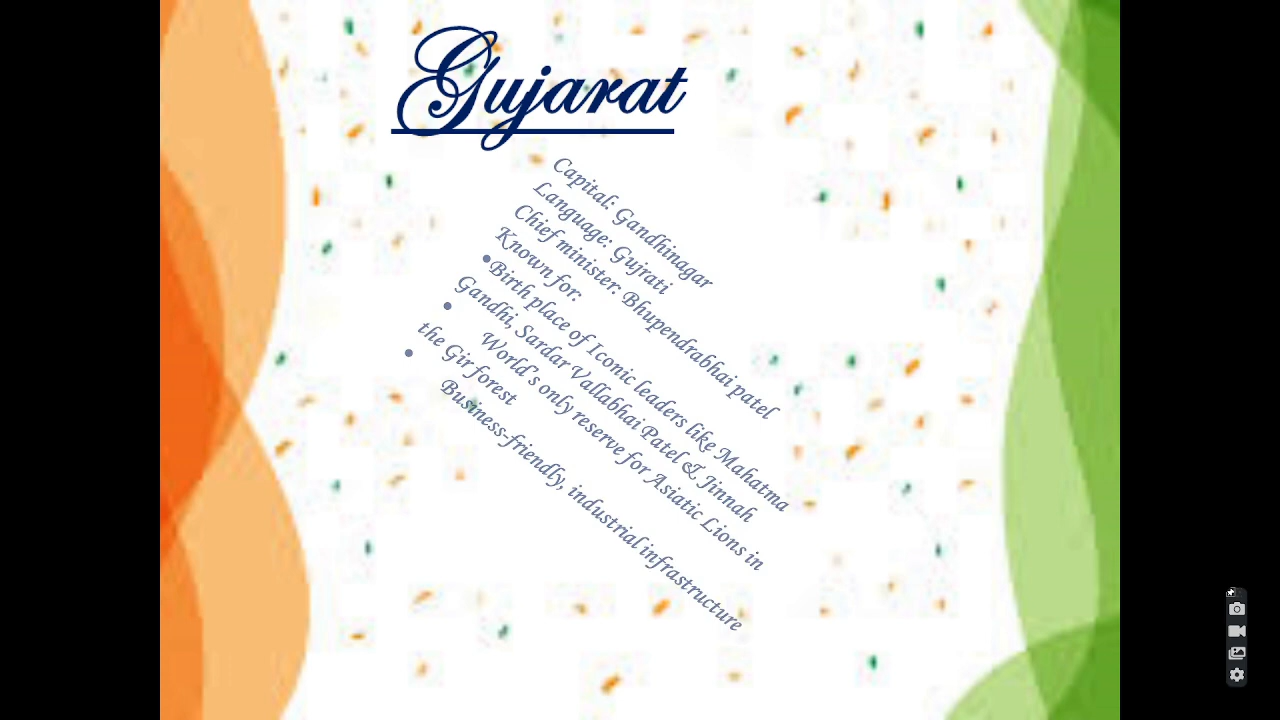 Gujarat
Capital: Gandhinagar
Language: Gujrati
Chief minister: Bhupendrabhai patel
Known for:
•Birth place of Iconic leaders like Mahatma
Gandhi, Sardar Vallabhai Patel & Jinnah
• World's only reserve for Asiatic Lions in
the Gir forest
• Business-friendly, industrial infrastructure